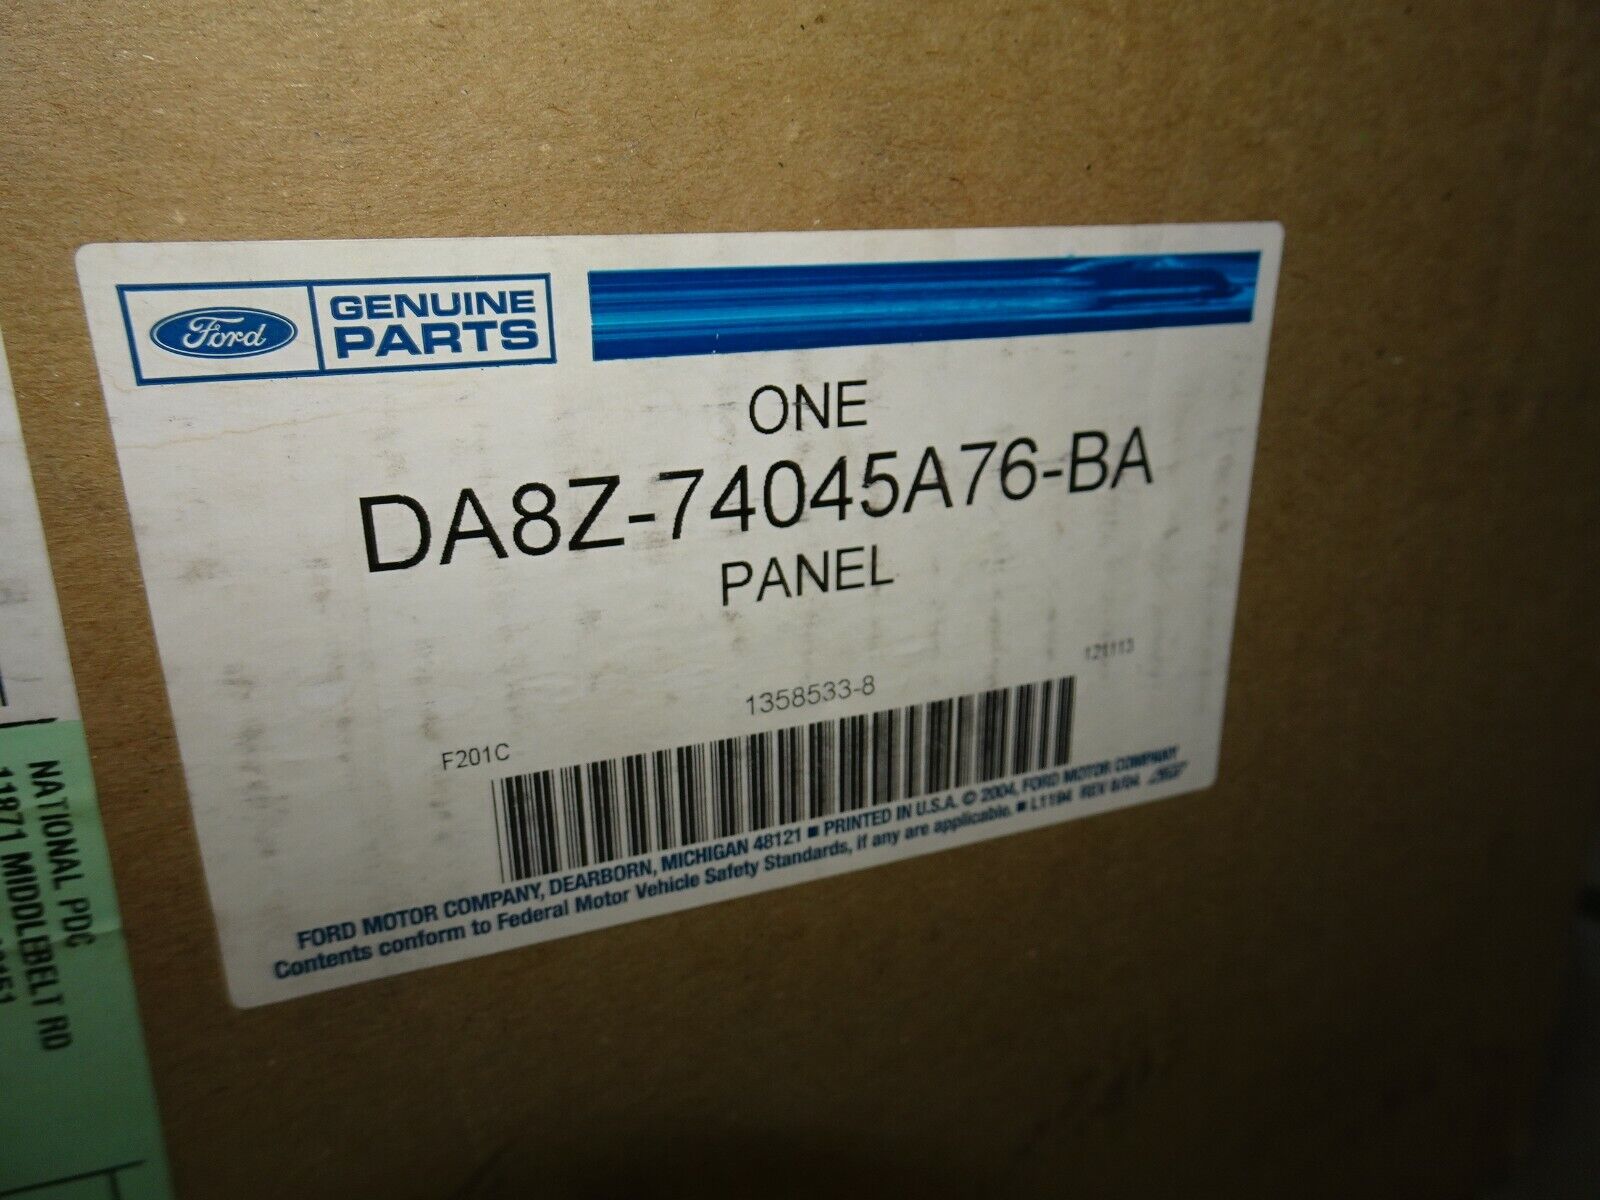 Ford
GENUINE
PARTS
ONE
DA8Z-74045A76-BA
PANEL
1358533-8
121113
F201C
FORD MOTOR COMPANY, DEARBORN, MICHIGAN 48121 ■ PRINTED IN U.S.A. © 2004, FORD MOTOR COMPANY
Contents conform to Federal Motor Vehicle Safety Standards, if any are applicable. ■ L1194 REV 8/04
NATIONAL PDC
11871 MIDDLEBELT RD